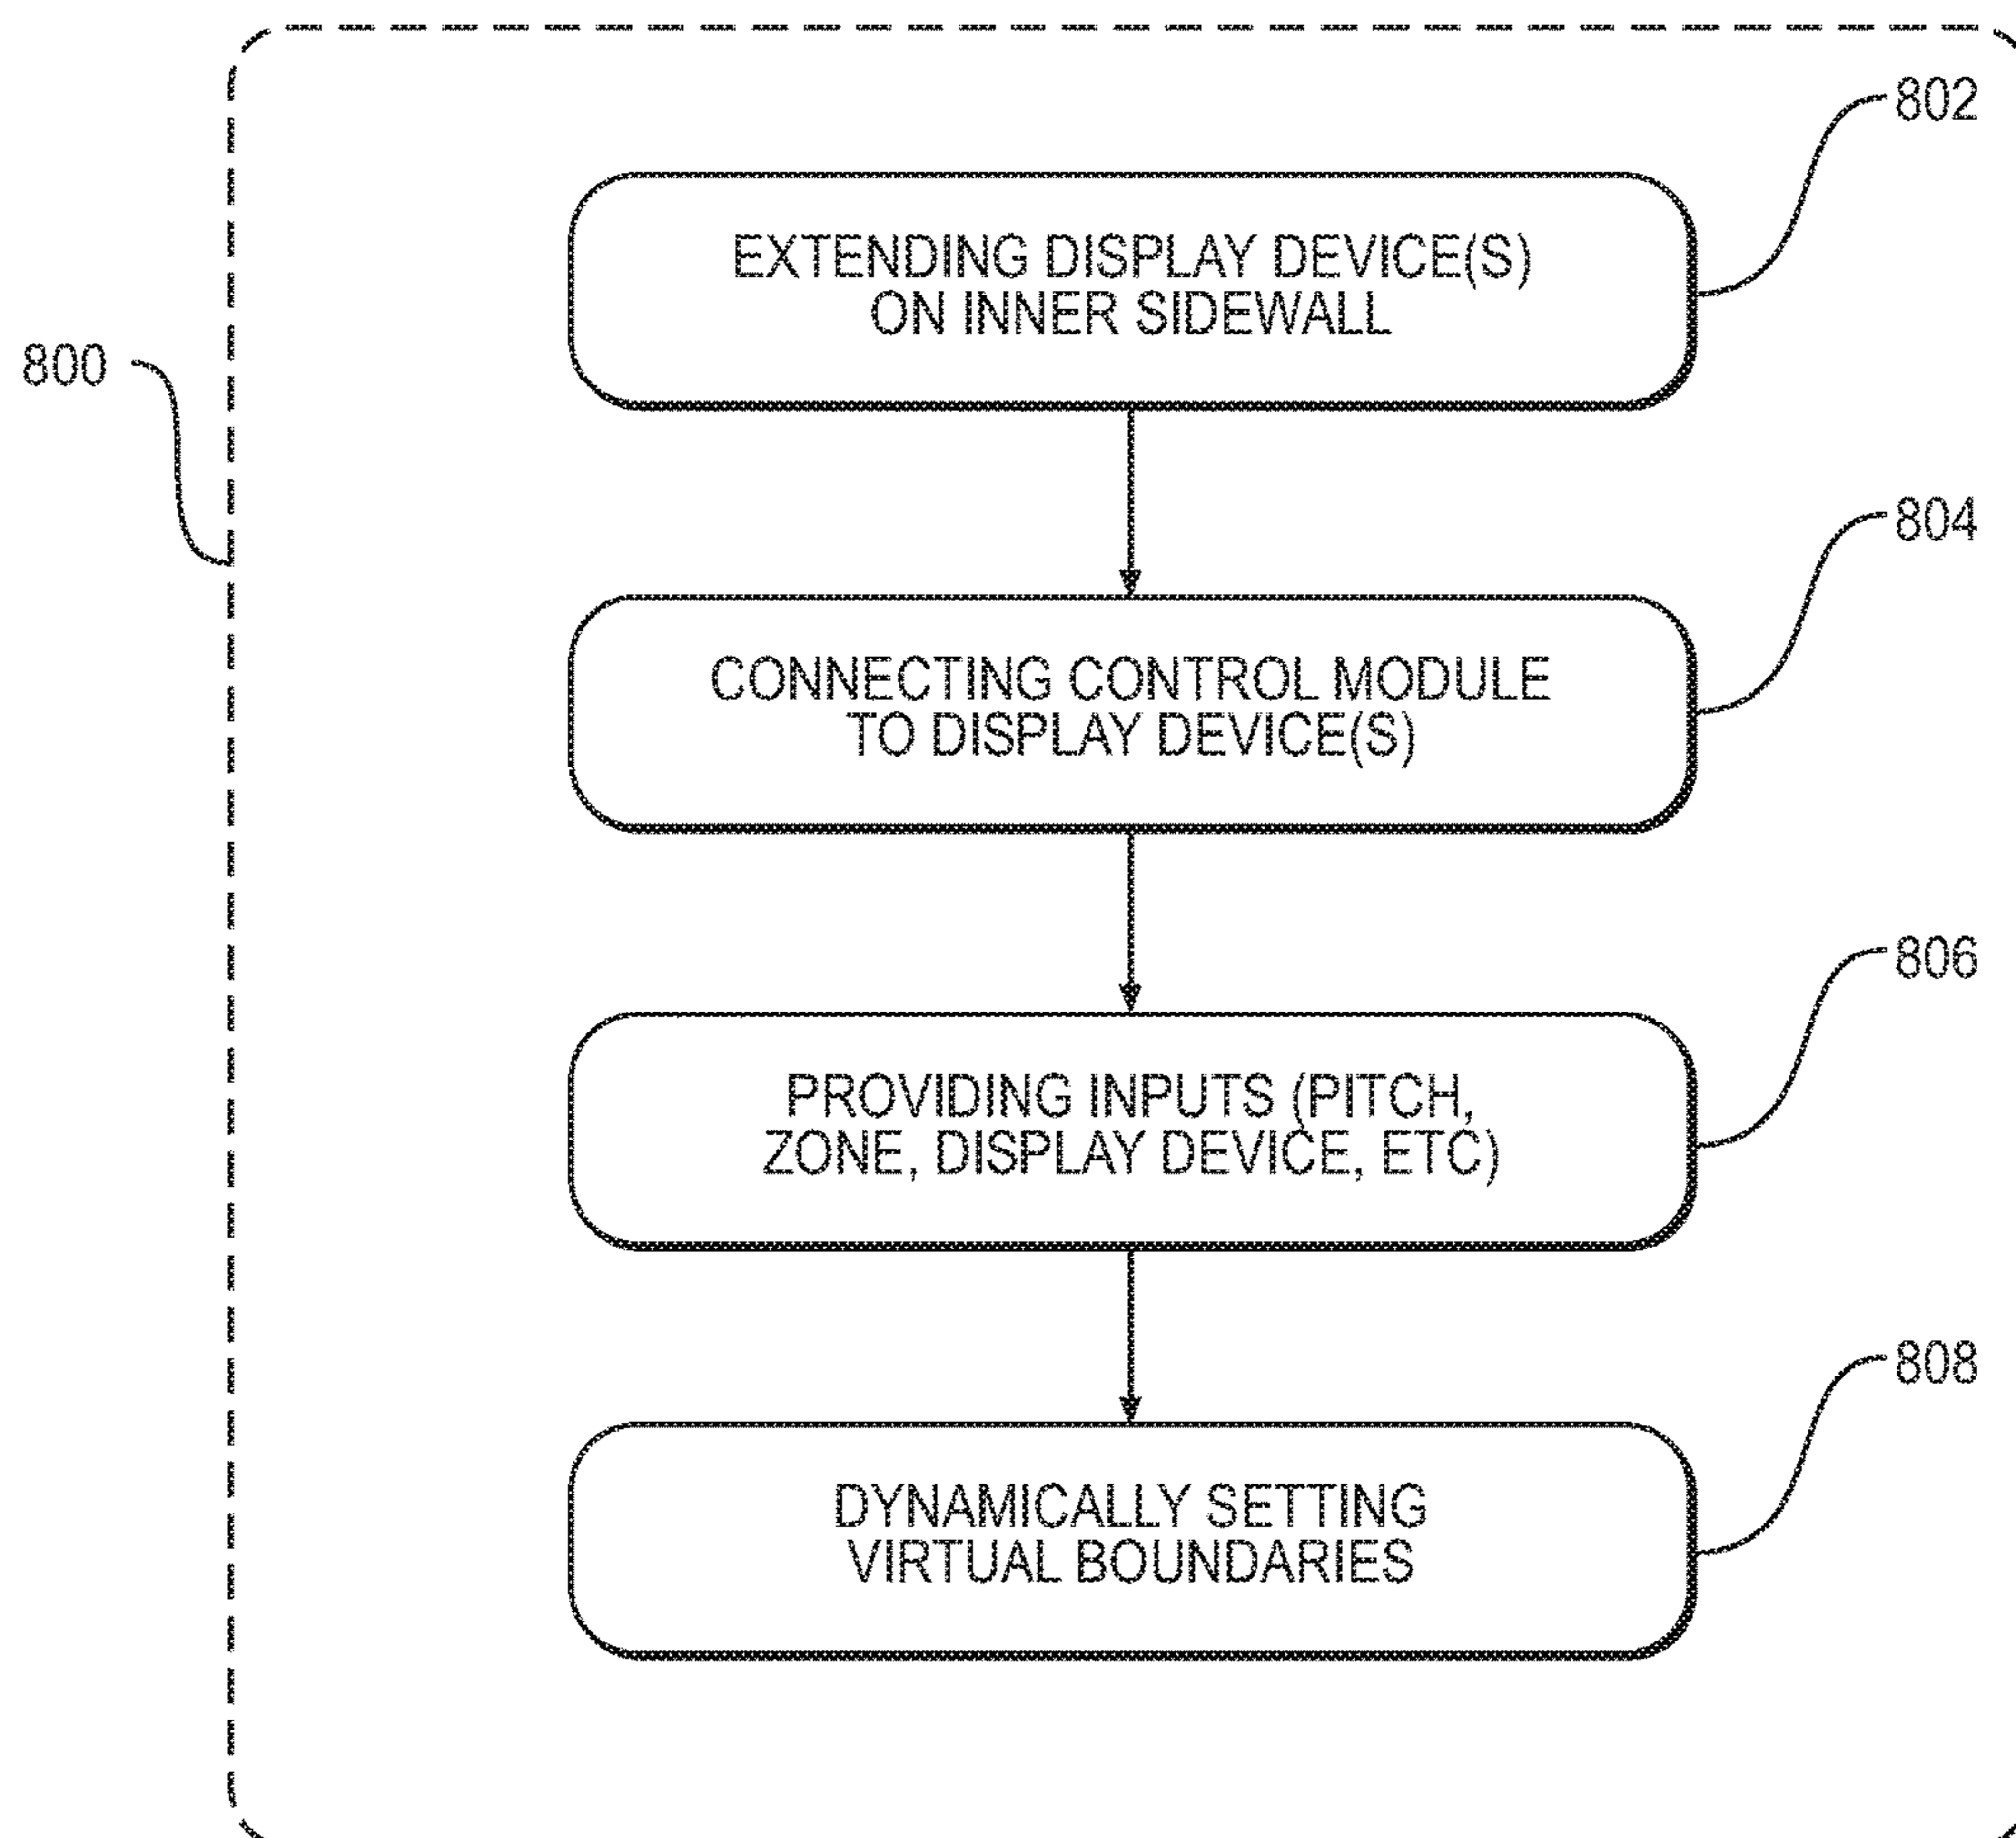 802
EXTENDING DISPLAY DEVICE(S)
ON INNER SIDEWALL
800
804
CONNECTING CONTROL MODULE
TO DISPLAY DEVICE(S)
806
PROVIDING INPUTS (PITCH,
ZONE, DISPLAY DEVICE, ETC)
808
DYNAMICALLY SETTING
VIRTUAL BOUNDARIES